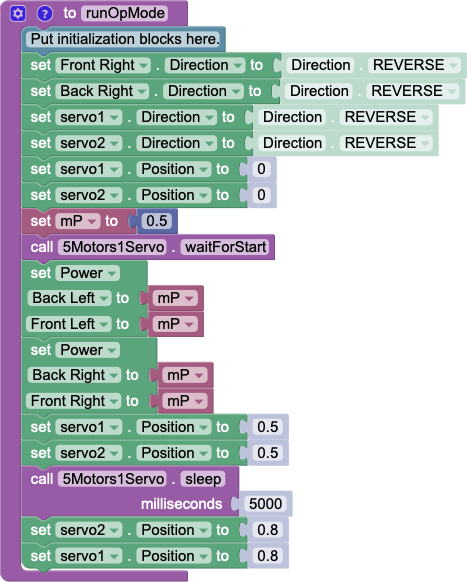 to runOpMode
Put initialization blocks here.
set Front Right . Direction to Direction . REVERSE
set Back Right . Direction to Direction . REVERSE
set servo1 . Direction to Direction . REVERSE
set servo2 . Direction to Direction . REVERSE
set servo1 . Position to 0
set servo2 . Position to 0
set mP to 0.5
call 5Motors1Servo . waitForStart
set Power
Back Left to mP
Front Left to mP
set Power
Back Right to mP
Front Right to mP
set servo1 . Position to 0.5
set servo2 . Position to 0.5
call 5Motors1Servo . sleep
milliseconds 5000
set servo2 . Position to 0.8
set servo1 . Position to 0.8